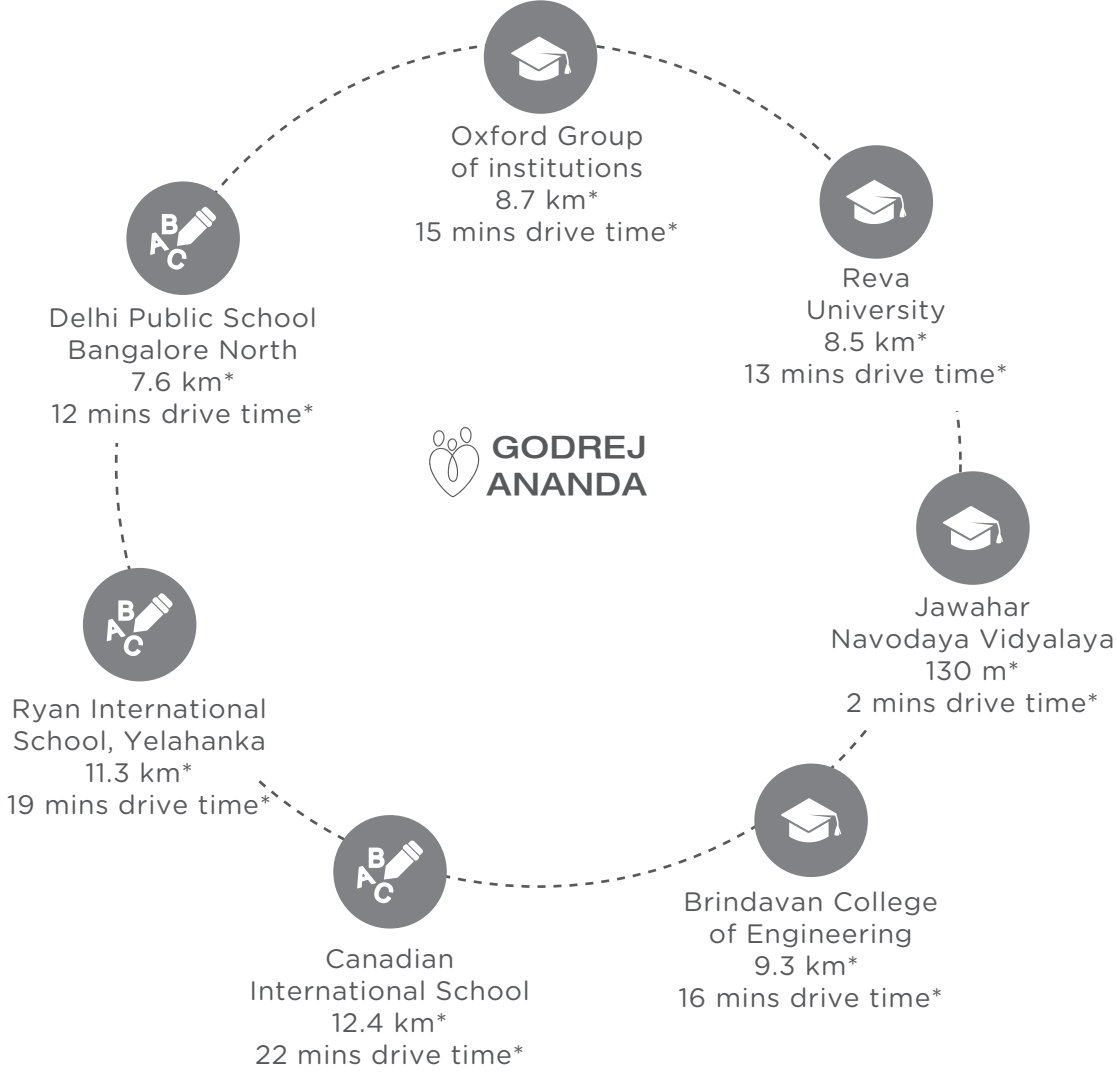 Oxford Group
of institutions
8.7 km*
15 mins drive time*
Reva
University
8.5 km*
13 mins drive time*
Jawahar
Navodaya Vidyalaya
130 m*
2 mins drive time*
Brindavan College
of Engineering
9.3 km*
16 mins drive time*
Canadian
International School
12.4 km*
22 mins drive time*
Ryan International
School, Yelahanka
11.3 km*
19 mins drive time*
Delhi Public School
Bangalore North
7.6 km*
12 mins drive time*
GODREJ
ANANDA
A B C
A B C
A B C